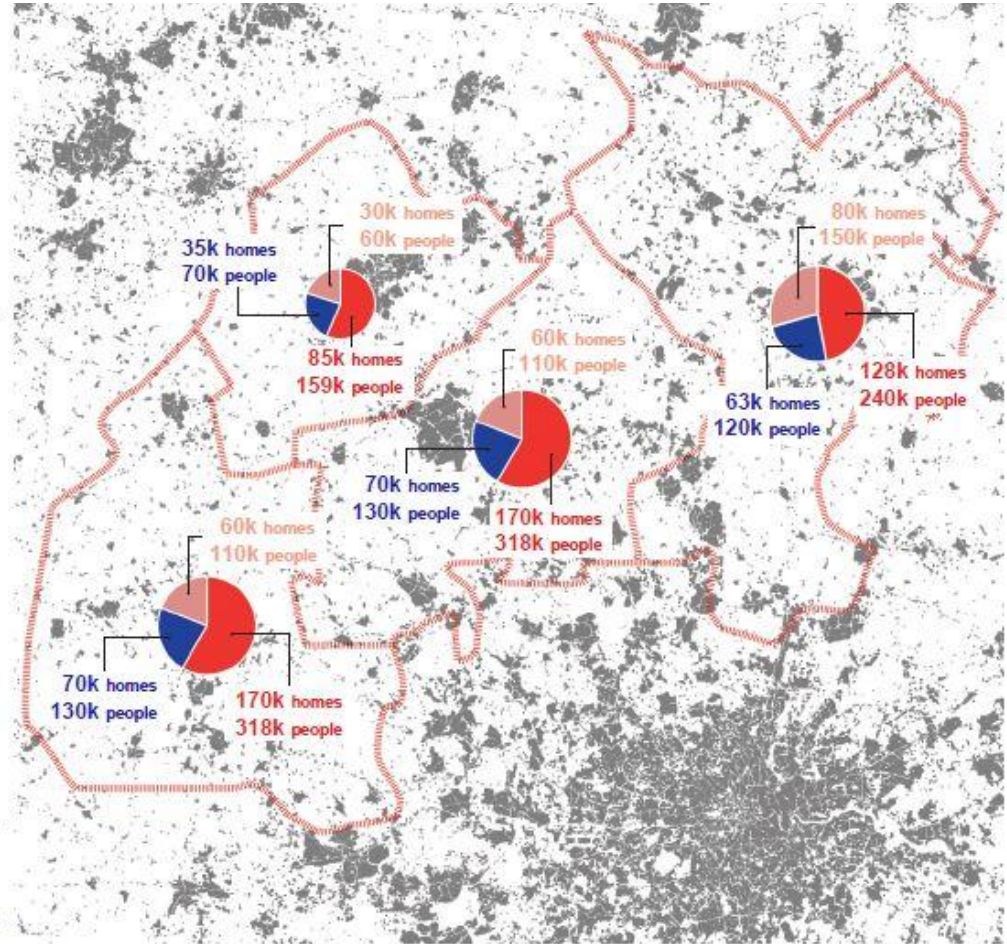 30k homes
60k people
35k homes
70k people
85k homes
159k people
80k homes
150k people
128k homes
240k people
63k homes
120k people
60k homes
110k people
70k homes
130k people
170k homes
318k people
60k homes
110k people
70k homes
130k people
170k homes
318k people